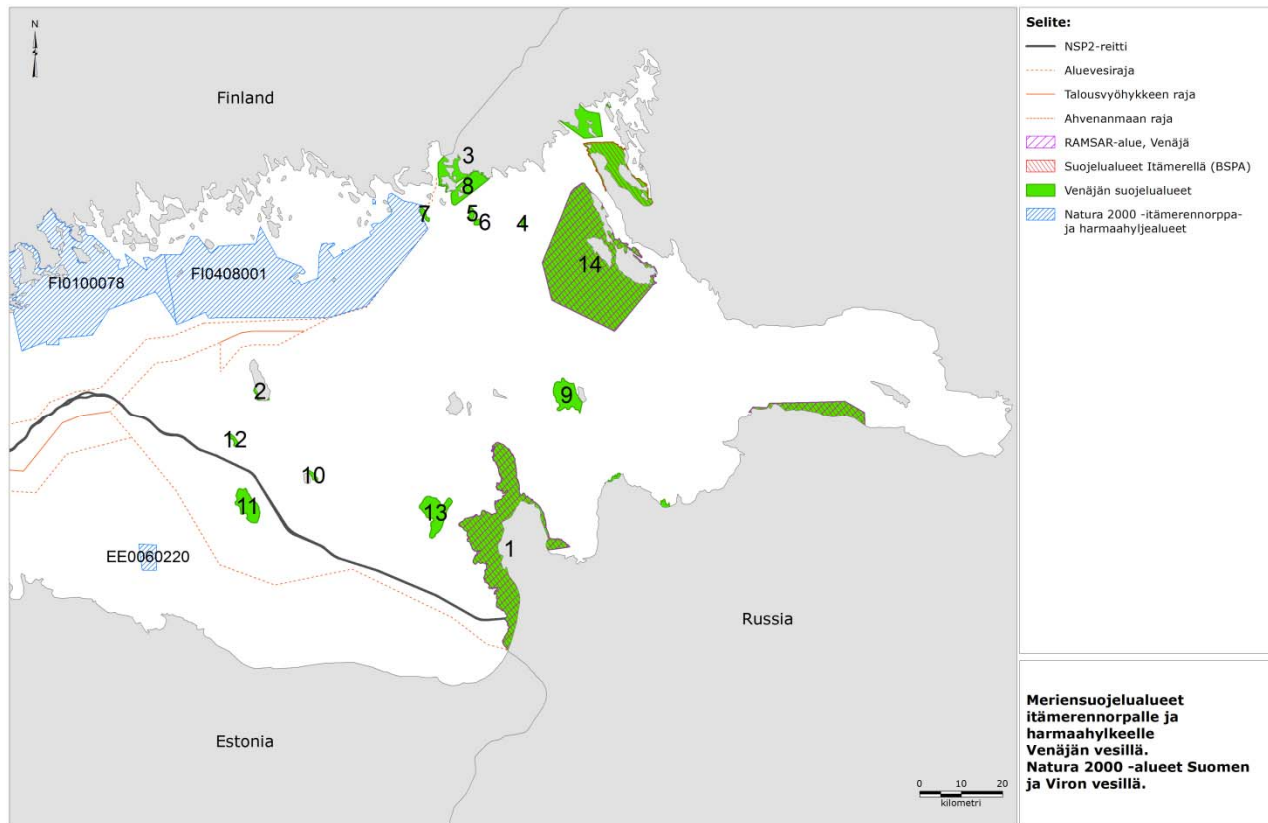 N
Finland
3
8
7
5
6
4
14
FI0100078
FI0408001
2
9
12
10
11
13
1
EE0060220
Russia
Estonia
0 10 20
kilometri
Selite:
NSP2-reitti
Aluevesiraja
Talousvyöhykkeen raja
Ahvenanmaan raja
RAMSAR-alue, Venäjä
Suojelualueet Itämerellä (BSPA)
Venäjän suojelualueet
Natura 2000 -itämerennorppa-
ja harmaahyljealueet
Meriensuojelualueet
itämerennorpalle ja
harmaahylkeelle
Venäjän vesillä.
Natura 2000 -alueet Suomen
ja Viron vesillä.